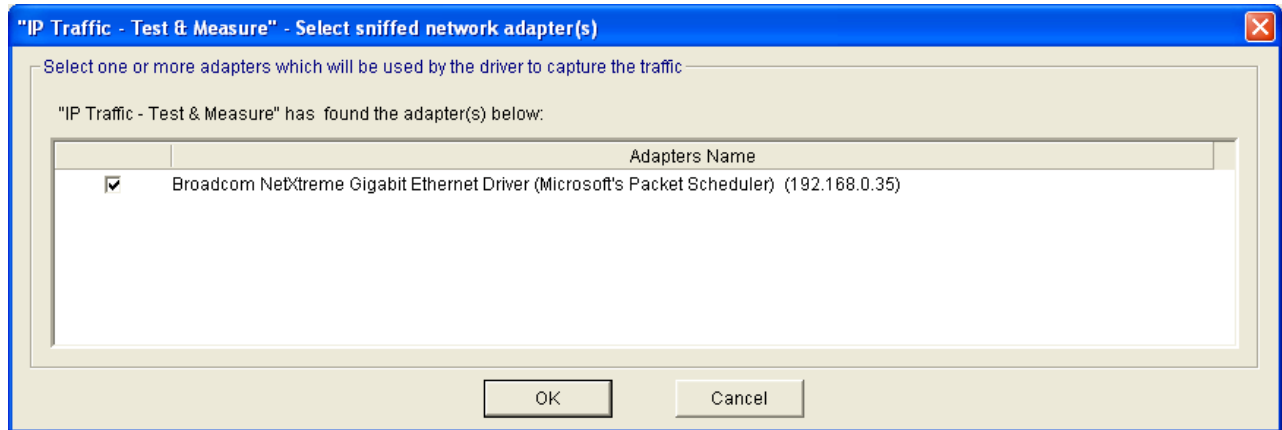 "IP Traffic - Test & Measure" - Select sniffed network adapter(s)
Select one or more adapters which will be used by the driver to capture the traffic
"IP Traffic - Test & Measure" has  found the adapter(s) below:
Adapters Name
Broadcom NetXtreme Gigabit Ethernet Driver (Microsoft's Packet Scheduler)  (192.168.0.35)
OK
Cancel